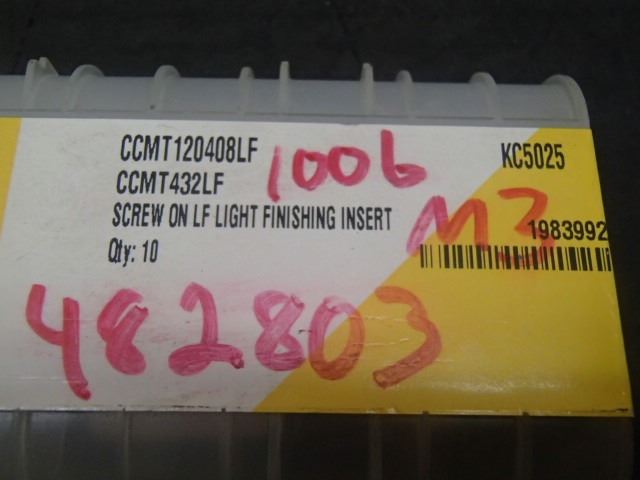 CCMT120408LF 1006 KC5025
CCMT432LF
SCREW ON LF LIGHT FINISHING INSERT M3 1983992
Qty: 10
482803